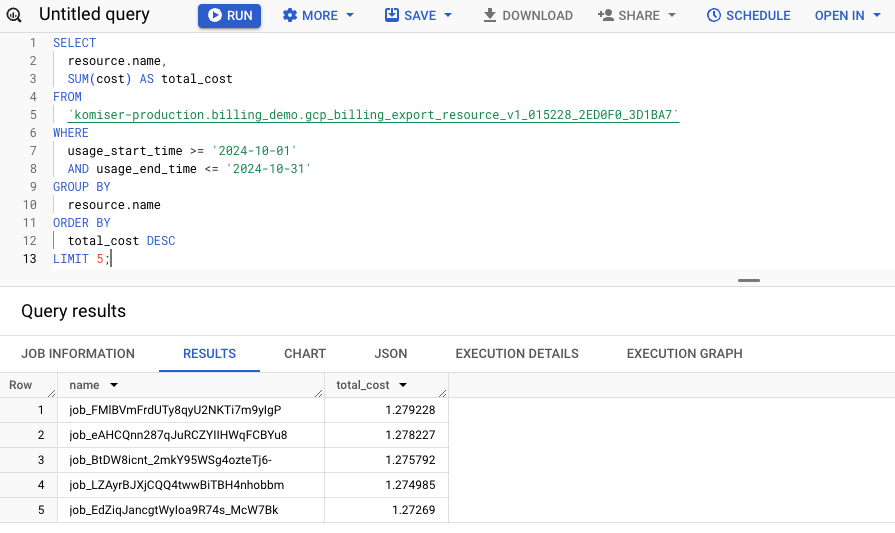 Untitled query RUN MORE SAVE DOWNLOAD SHARE SCHEDULE OPEN IN
1 SELECT
2 resource.name,
3 SUM(cost) AS total_cost
4 FROM
5 `komiser-production.billing_demo.gcp_billing_export_resource_v1_015228_2ED0F0_3D1BA7`
6 WHERE
7 usage_start_time >= '2024-10-01'
8 AND usage_end_time <= '2024-10-31'
9 GROUP BY
10 resource.name
11 ORDER BY
12 total_cost DESC
13 LIMIT 5;
Query results
JOB INFORMATION RESULTS CHART JSON EXECUTION DETAILS EXECUTION GRAPH
Row name total_cost
1 job_FMlBVmFrdUTy8qyU2NKTi7m9yIgP 1.279228
2 job_eAHCQnn287qJuRCZYIIHWqFCBYu8 1.278227
3 job_BtDW8icnt_2mkY95WSg4ozteTj6- 1.275792
4 job_LZAyrBJXjCQQ4twwBiTBH4nhobbm 1.274985
5 job_EdZiqJancgtWyIoa9R74s_McW7Bk 1.27269